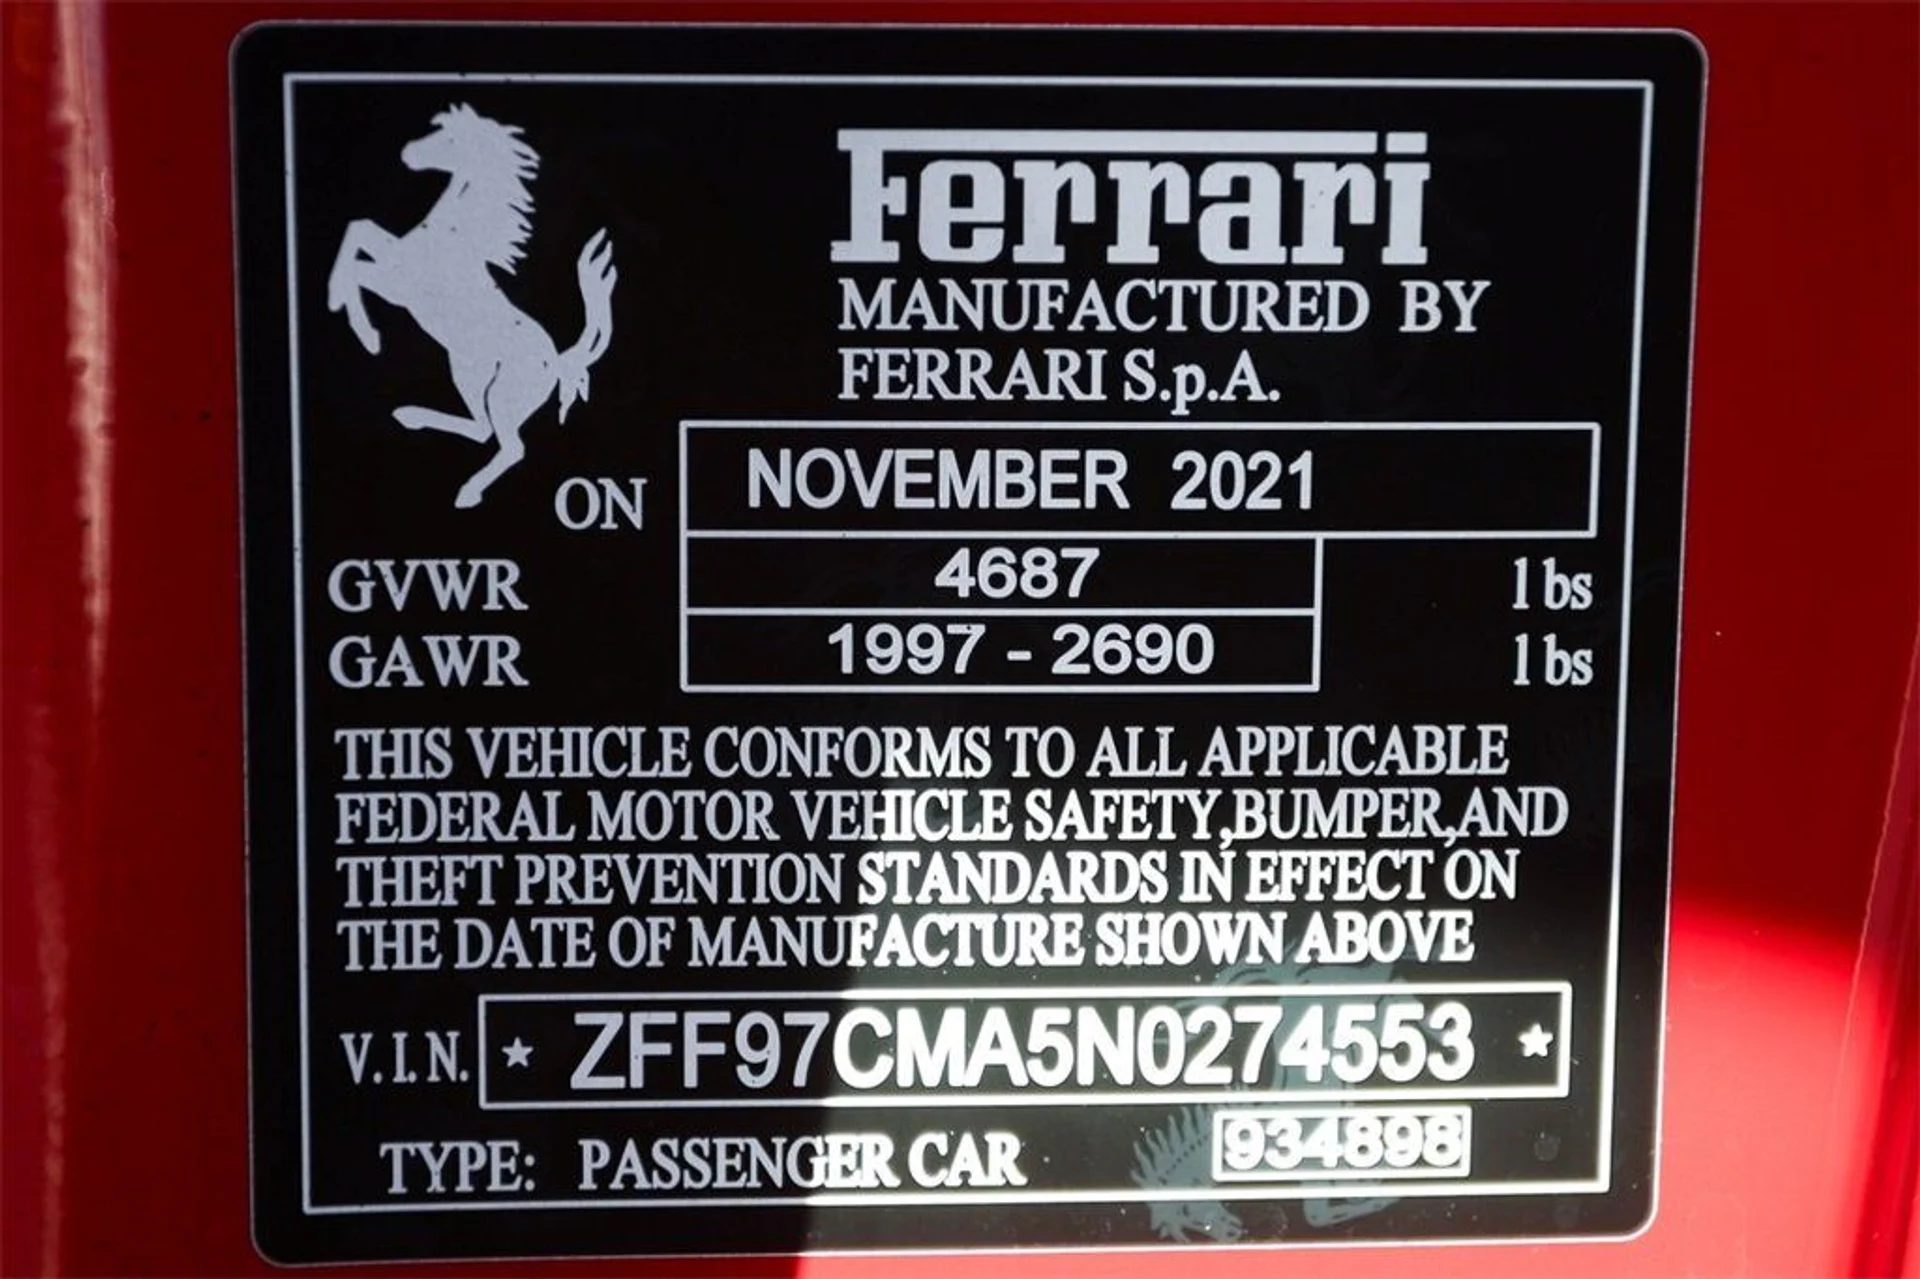 Ferrari
MANUFACTURED BY
FERRARI S.p.A.
ON NOVEMBER 2021
GVWR 4687 lbs
GAWR 1997 - 2690 lbs
THIS VEHICLE CONFORMS TO ALL APPLICABLE
FEDERAL MOTOR VEHICLE SAFETY,BUMPER,AND
THEFT PREVENTION STANDARDS IN EFFECT ON
THE DATE OF MANUFACTURE SHOWN ABOVE
V.I.N. ★ ZFF97CMA5N0274553 ★
TYPE: PASSENGER CAR 934898